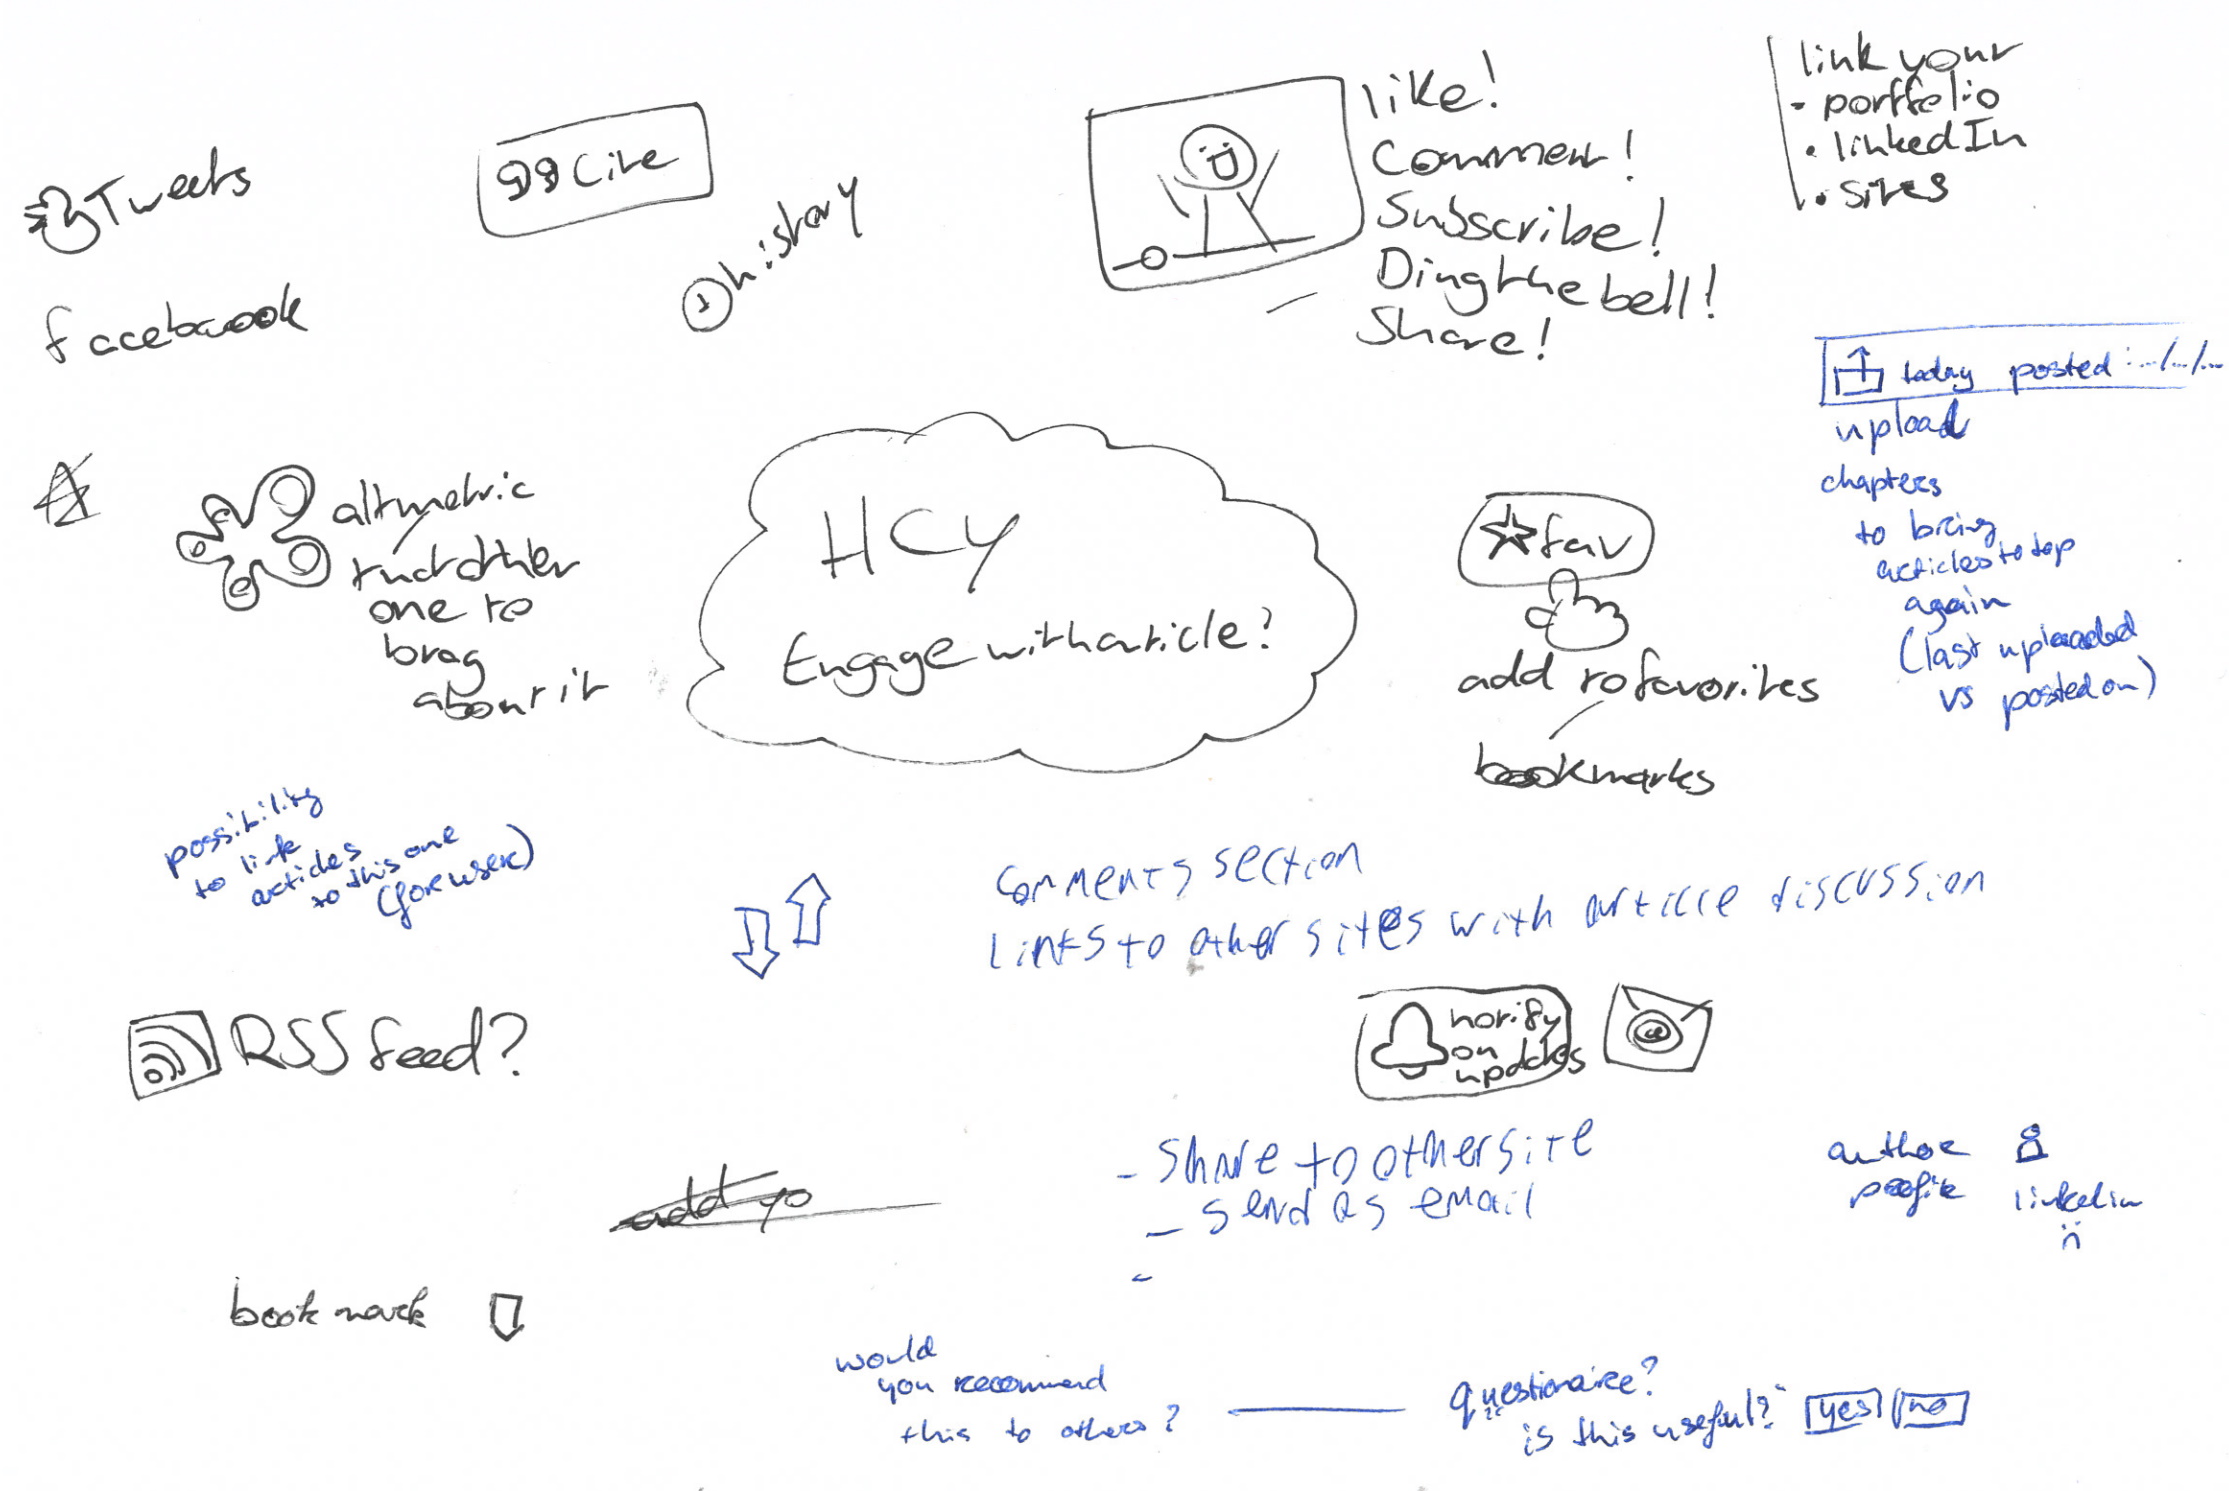 Tweets
99 Cite
history
like!
Comment!
Subscribe!
Ding the bell!
Share!
link your
- portfolio
• linkedIn
• sites
facebook
today posted: ../../..
upload
chapters
to bring
articles to top
again
(last uploaded
vs posted on)
altmetric
one to
brag
about it
HCY
Engage with article?
fav
add to favorites
bookmarks
possibility
to link
articles
to this one
(for user)
Comments section
Links to other sites with article discussion
RSS feed?
notify
on
updates
@
- Share to other site
- send as email
-
author
profile
linkedin
:(
add yo
bookmark
would
you recommend
this to others?
questionaire?
is this useful? yes no